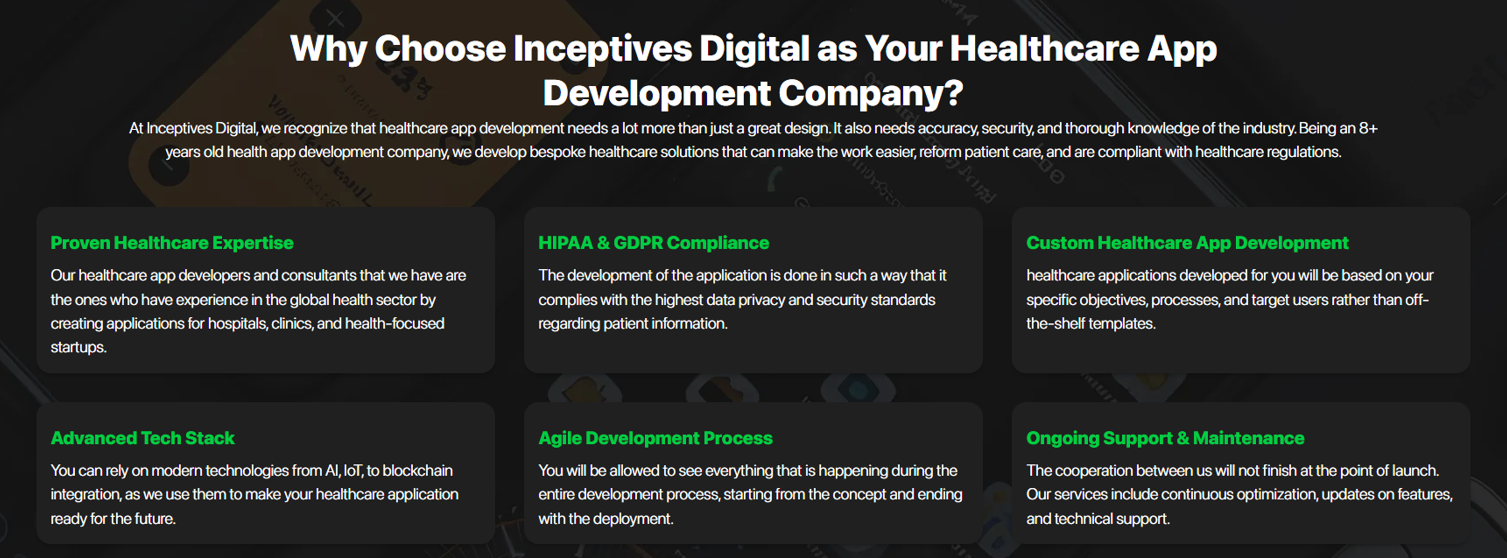 Why Choose Inceptives Digital as Your Healthcare App
Development Company?
At Inceptives Digital, we recognize that healthcare app development needs a lot more than just a great design. It also needs accuracy, security, and thorough knowledge of the industry. Being an 8+
years old health app development company, we develop bespoke healthcare solutions that can make the work easier, reform patient care, and are compliant with healthcare regulations.
Proven Healthcare Expertise
Our healthcare app developers and consultants that we have are
the ones who have experience in the global health sector by
creating applications for hospitals, clinics, and health-focused
startups.
HIPAA & GDPR Compliance
The development of the application is done in such a way that it
complies with the highest data privacy and security standards
regarding patient information.
Custom Healthcare App Development
healthcare applications developed for you will be based on your
specific objectives, processes, and target users rather than off-
the-shelf templates.
Advanced Tech Stack
You can rely on modern technologies from AI, IoT, to blockchain
integration, as we use them to make your healthcare application
ready for the future.
Agile Development Process
You will be allowed to see everything that is happening during the
entire development process, starting from the concept and ending
with the deployment.
Ongoing Support & Maintenance
The cooperation between us will not finish at the point of launch.
Our services include continuous optimization, updates on features,
and technical support.